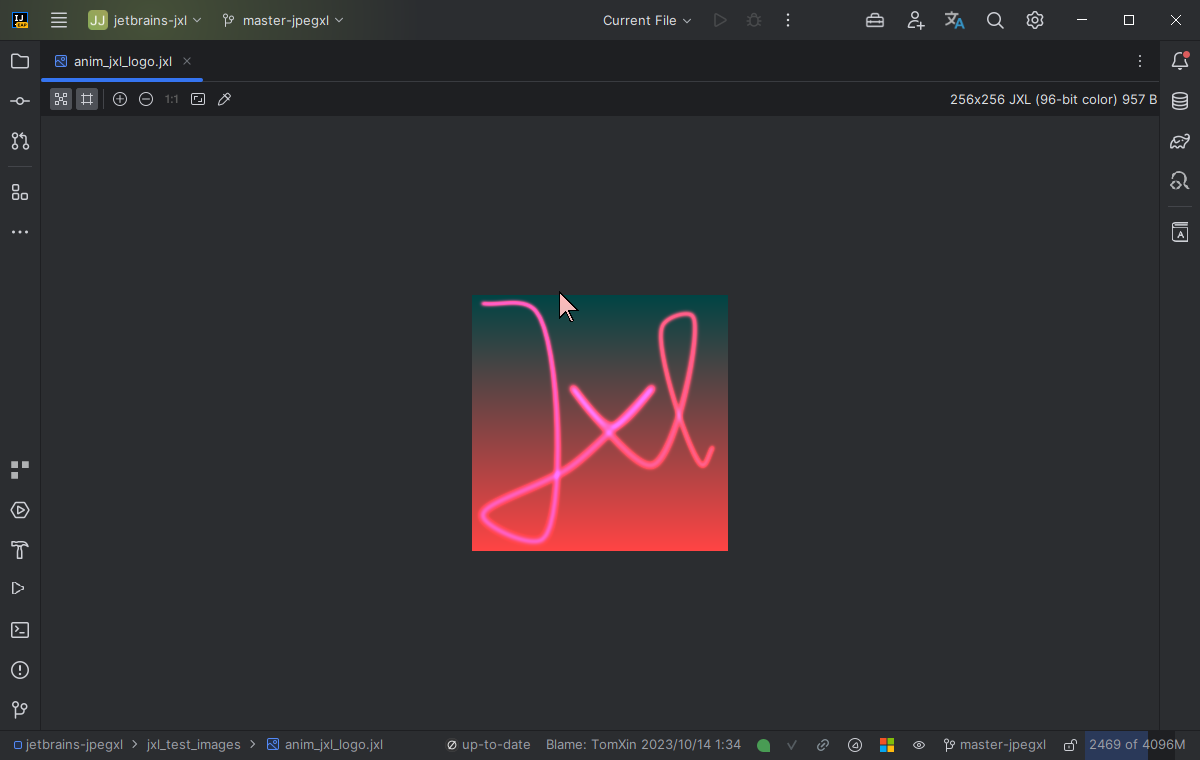 JJ jetbrains-jxl master-jpegxl Current File
anim_jxl_logo.jxl
1:1 256x256 JXL (96-bit color) 957 B
Jxl
jetbrains-jpegxl jxl_test_images anim_jxl_logo.jxl up-to-date Blame: TomXin 2023/10/14 1:34 master-jpegxl 2469 of 4096M